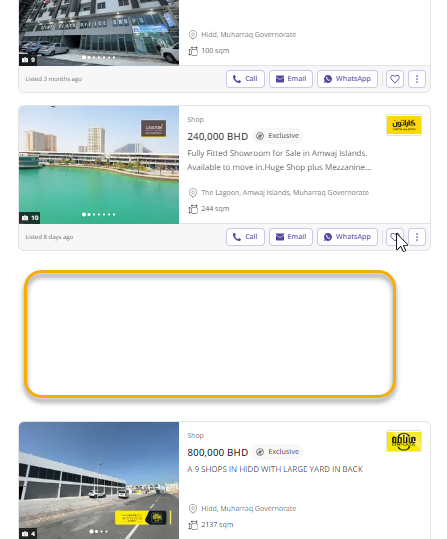 9
Hidd, Muharraq Governorate
100 sqm
Listed 3 months ago
Call
Email
WhatsApp
Shop
240,000 BHD
Exclusive
كارلتون
Fully Fitted Showroom for Sale in Amwaj Islands.
Available to move in.Huge Shop plus Mezzanine...
The Lagoon, Amwaj Islands, Muharraq Governorate
244 sqm
10
Listed 8 days ago
Call
Email
WhatsApp
Shop
800,000 BHD
Exclusive
A 9 SHOPS IN HIDD WITH LARGE YARD IN BACK
Hidd, Muharraq Governorate
2137 sqm
4